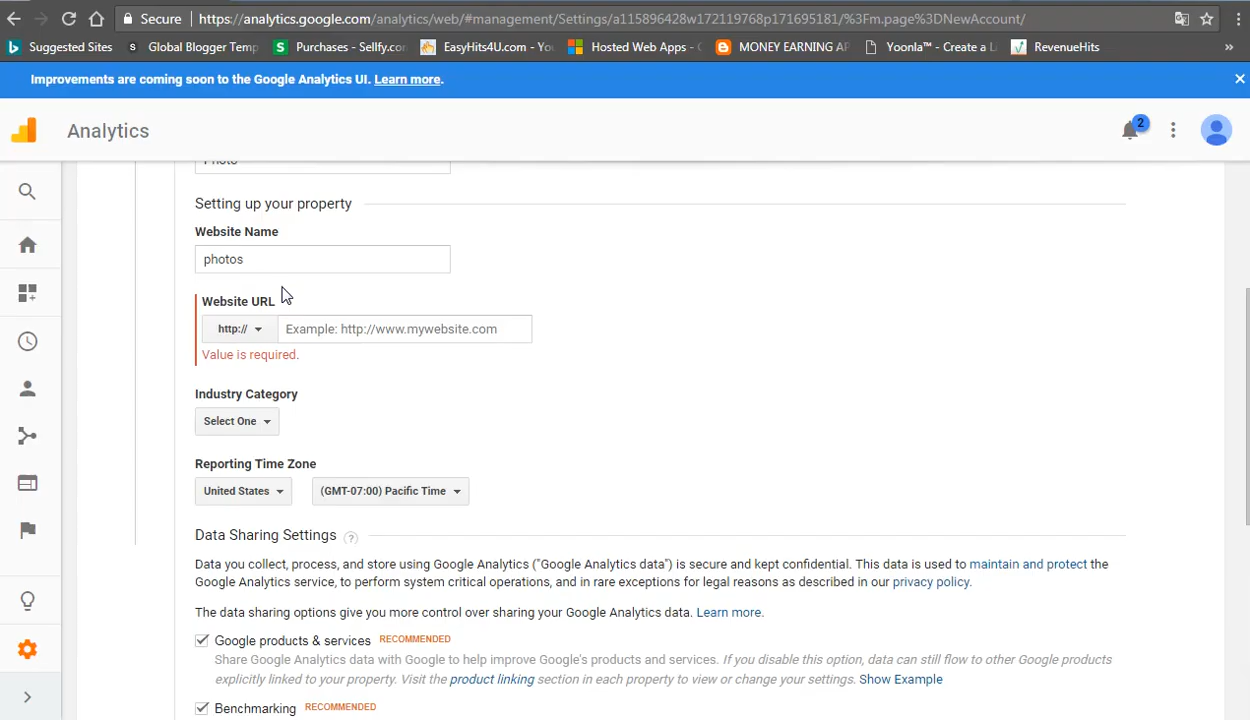 Secure https://analytics.google.com/analytics/web/#management/Settings/a115896428w172119768p171695181/%3Fm.page%3DNewAccount/
Suggested Sites Global Blogger Temp Purchases - Sellfy.co EasyHits4U.com - Yo Hosted Web Apps - MONEY EARNING AP Yoonla™ - Create a L RevenueHits »
Improvements are coming soon to the Google Analytics UI. Learn more.
Analytics
2
Photo
Setting up your property
Website Name
photos
Website URL
http:// Example: http://www.mywebsite.com
Value is required.
Industry Category
Select One
Reporting Time Zone
United States (GMT-07:00) Pacific Time
Data Sharing Settings ?
Data you collect, process, and store using Google Analytics ("Google Analytics data") is secure and kept confidential. This data is used to maintain and protect the
Google Analytics service, to perform system critical operations, and in rare exceptions for legal reasons as described in our privacy policy.
The data sharing options give you more control over sharing your Google Analytics data. Learn more.
Google products & services RECOMMENDED
Share Google Analytics data with Google to help improve Google's products and services. If you disable this option, data can still flow to other Google products
explicitly linked to your property. Visit the product linking section in each property to view or change your settings. Show Example
Benchmarking RECOMMENDED